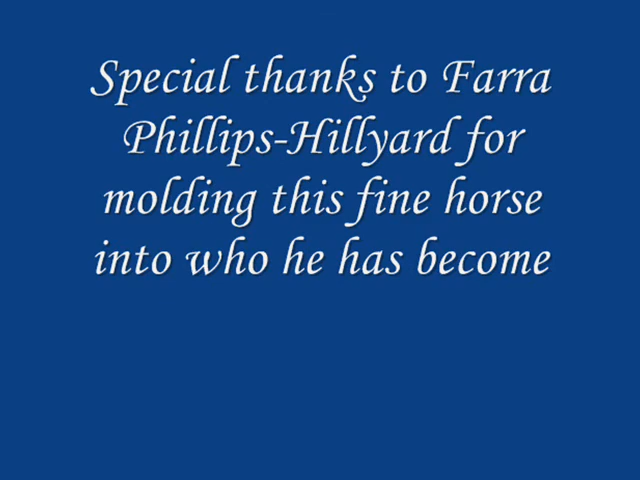 Special thanks to Farra
Phillips-Hillyard for
molding this fine horse
into who he has become